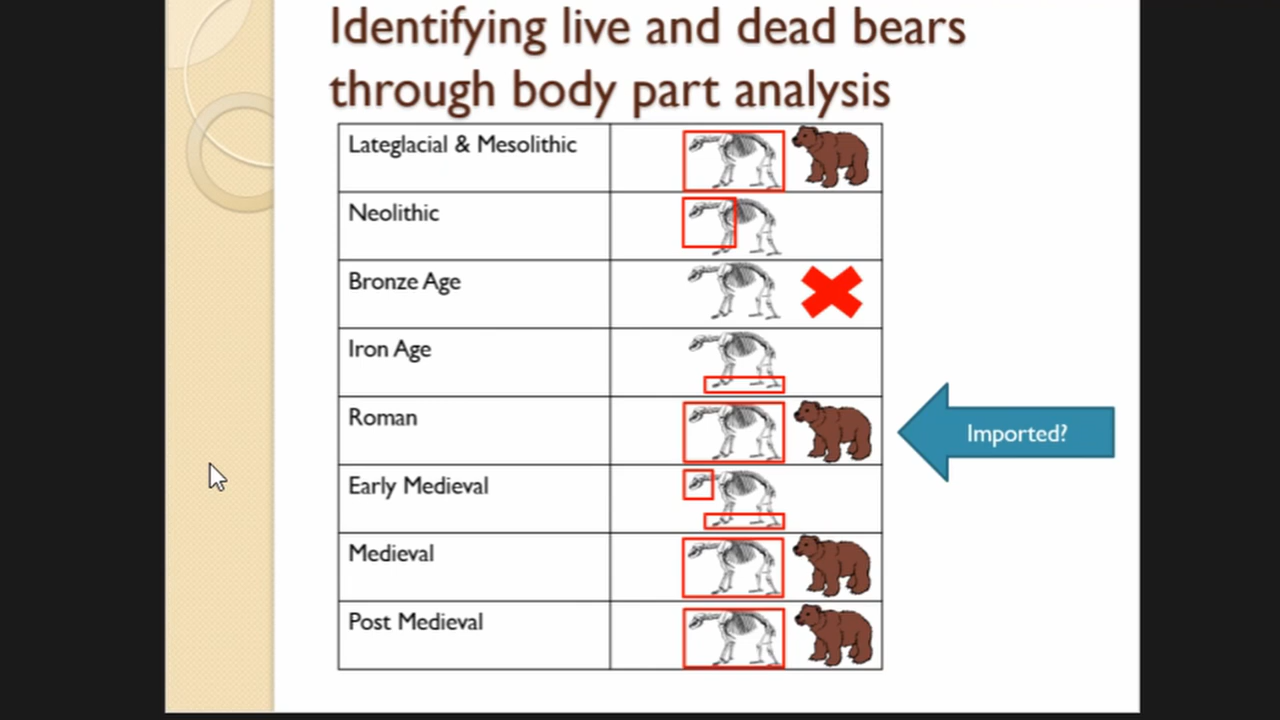 Identifying live and dead bears
through body part analysis
Lateglacial & Mesolithic
Neolithic
Bronze Age
Iron Age
Roman
Imported?
Early Medieval
Medieval
Post Medieval